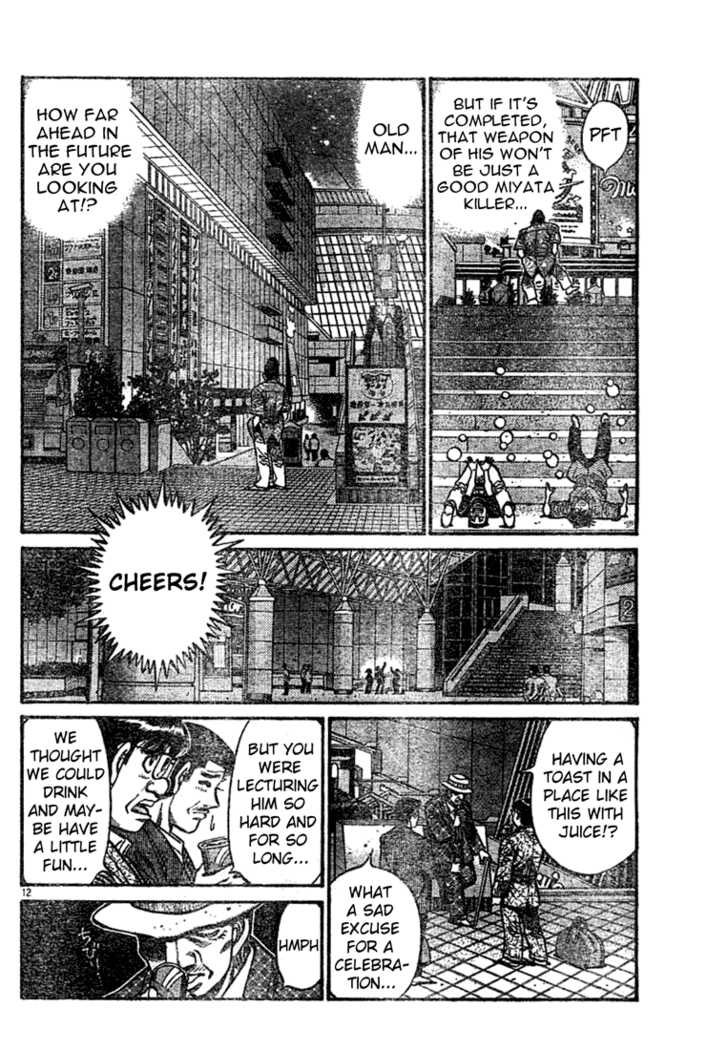 PFT
BUT IF IT'S
COMPLETED,
THAT WEAPON
OF HIS WON'T
BE JUST A
GOOD MIYATA
KILLER...
OLD
MAN...
HOW FAR
AHEAD IN
THE FUTURE
ARE YOU
LOOKING
AT!?
CHEERS!
2
HAVING A
TOAST IN A
PLACE LIKE
THIS WITH
JUICE!?
WHAT
A SAD
EXCUSE
FOR A
CELEBRA-
TION...
BUT YOU
WERE
LECTURING
HIM SO
HARD AND
FOR SO
LONG...
WE
THOUGHT
WE COULD
DRINK
AND MAY-
BE HAVE
A LITTLE
FUN...
12
HMPH